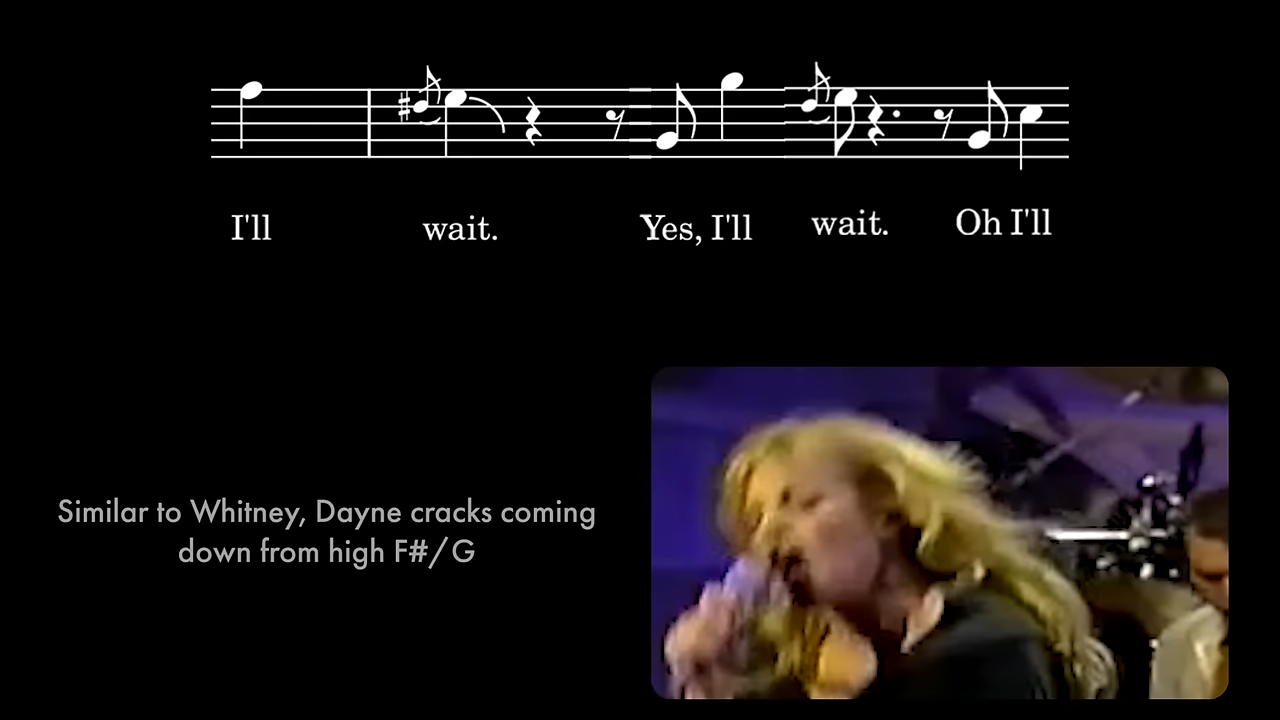 I'll wait. Yes, I'll wait. Oh I'll
Similar to Whitney, Dayne cracks coming
down from high F#/G